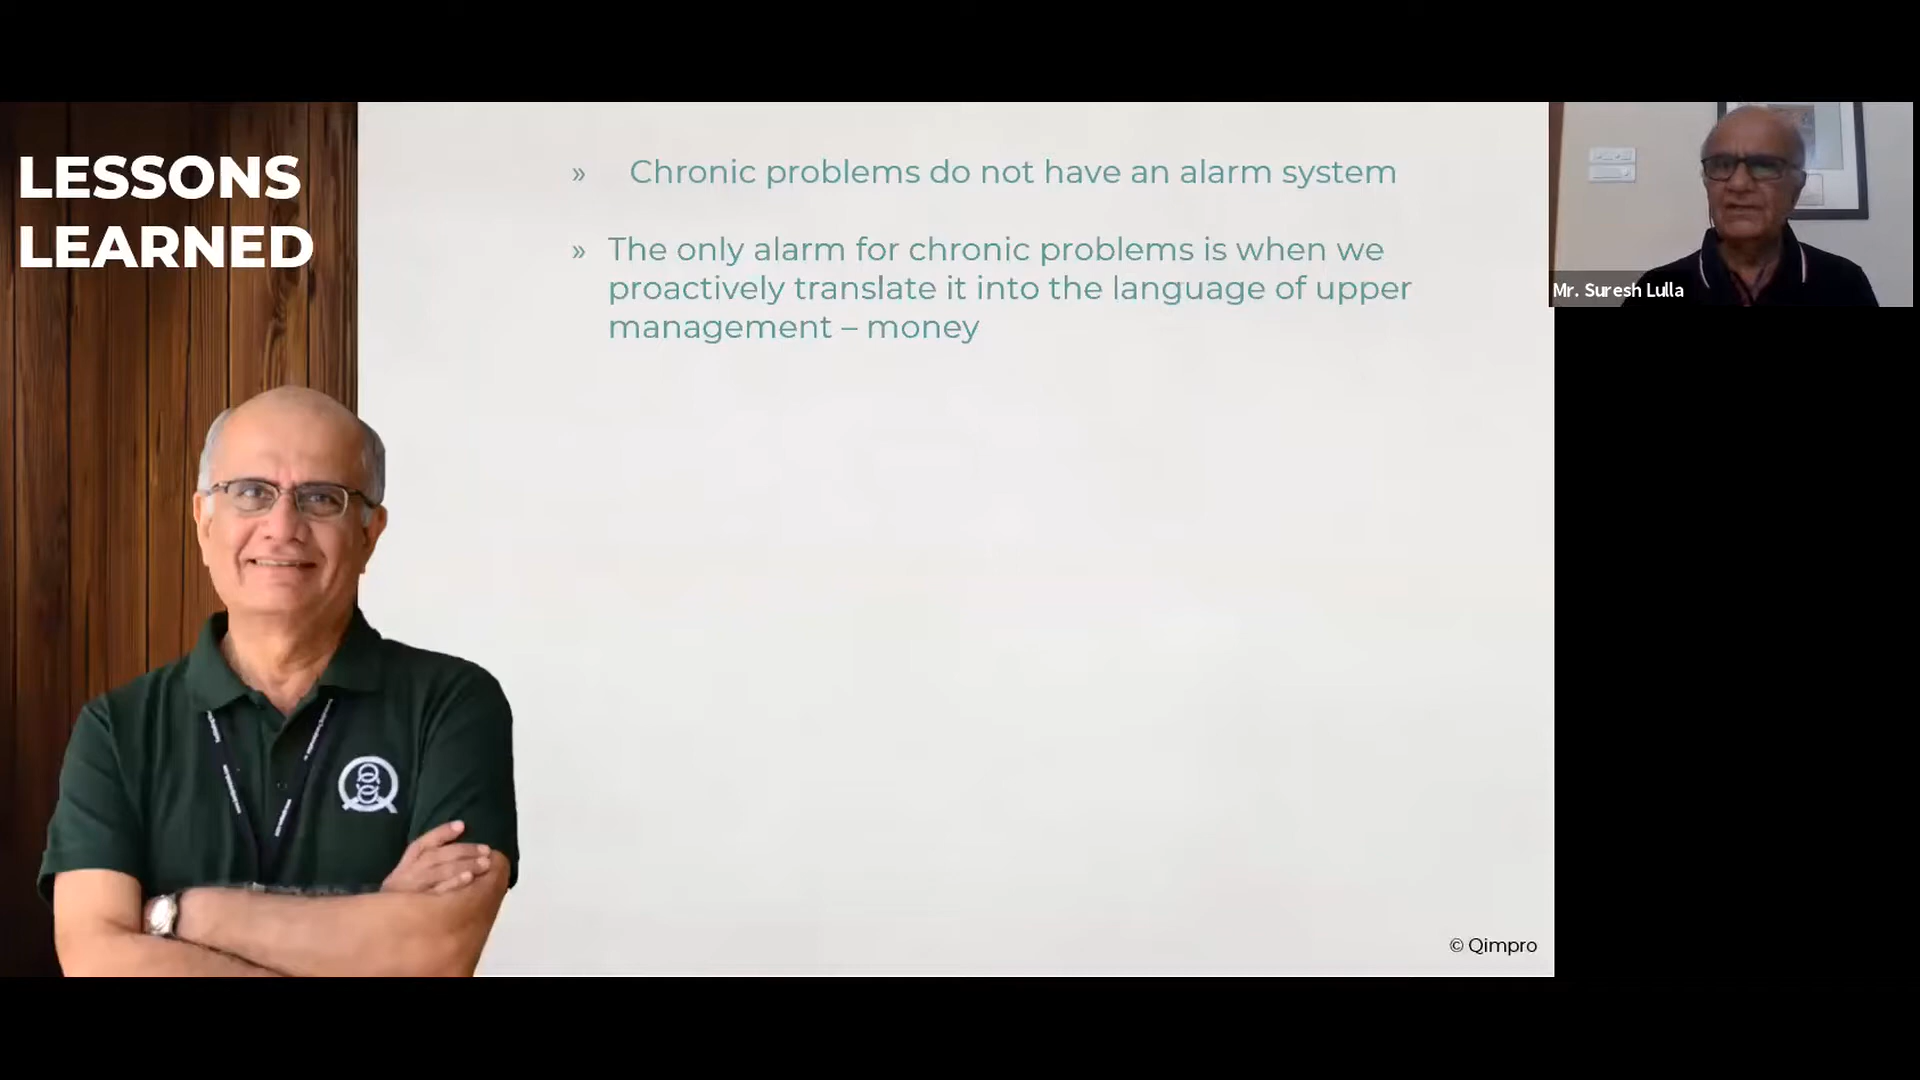 LESSONS
LEARNED
» Chronic problems do not have an alarm system
» The only alarm for chronic problems is when we
proactively translate it into the language of upper
management – money
Mr. Suresh Lulla
© Qimpro